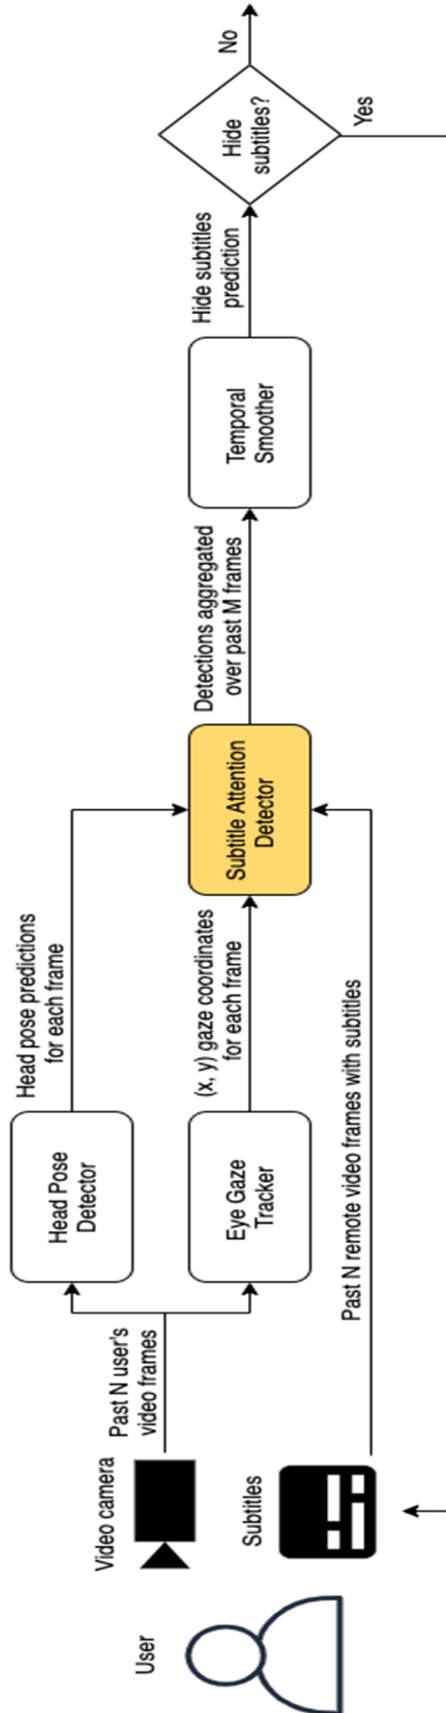 User
Video camera
Subtitles
Past N user's
video frames
Head Pose
Detector
Eye Gaze
Tracker
Head pose predictions
for each frame
(x, y) gaze coordinates
for each frame
Past N remote video frames with subtitles
Subtitle Attention
Detector
Detections aggregated
over past M frames
Temporal
Smoother
Hide subtitles
prediction
Hide
subtitles?
No
Yes